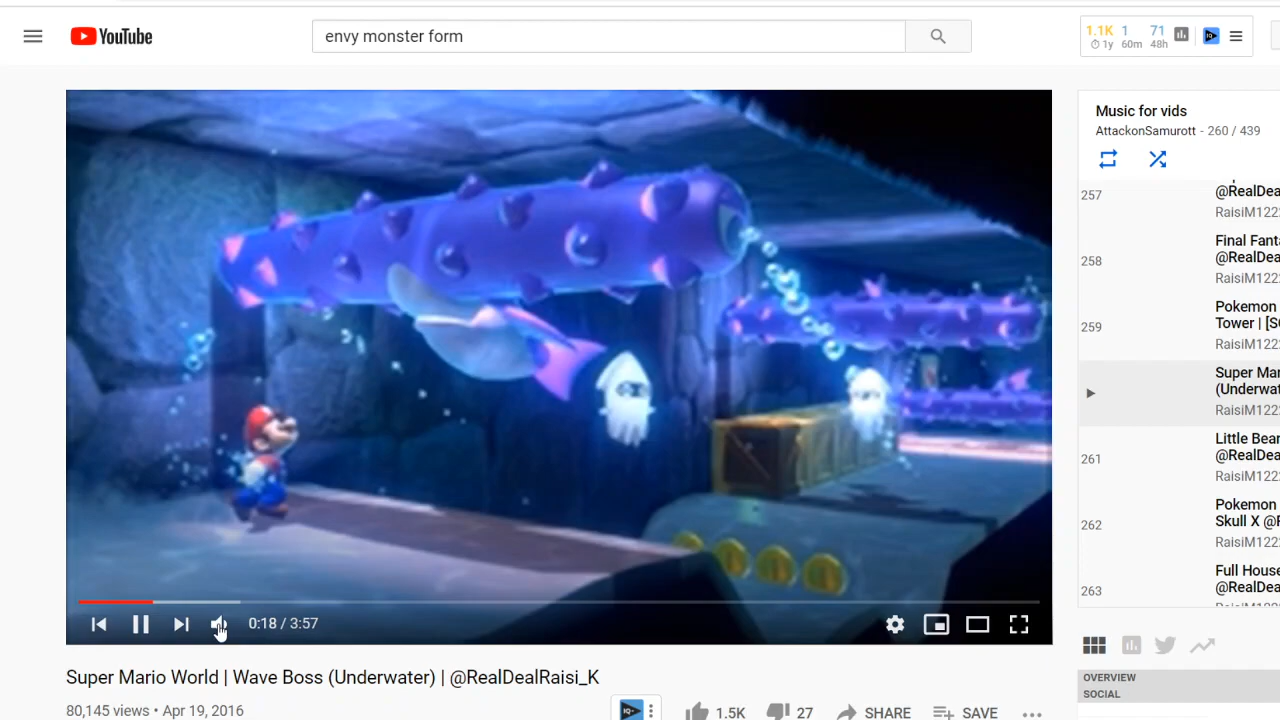 YouTube
envy monster form
1.1K 1 71
1y 60m 48h
Music for vids
AttackonSamurott - 260 / 439
257
@RealDea
RaisiM122
258
Final Fanta
@RealDea
RaisiM122
259
Pokemon
Tower | [S
RaisiM122
Super Mar
(Underwat
RaisiM122
261
Little Bear
@RealDea
RaisiM122
262
Pokemon
Skull X @R
RaisiM122
263
Full House
@RealDea
0:18 / 3:57
Super Mario World | Wave Boss (Underwater) | @RealDealRaisi_K
80,145 views • Apr 19, 2016
IQ
1.5K 27 SHARE SAVE
OVERVIEW
SOCIAL